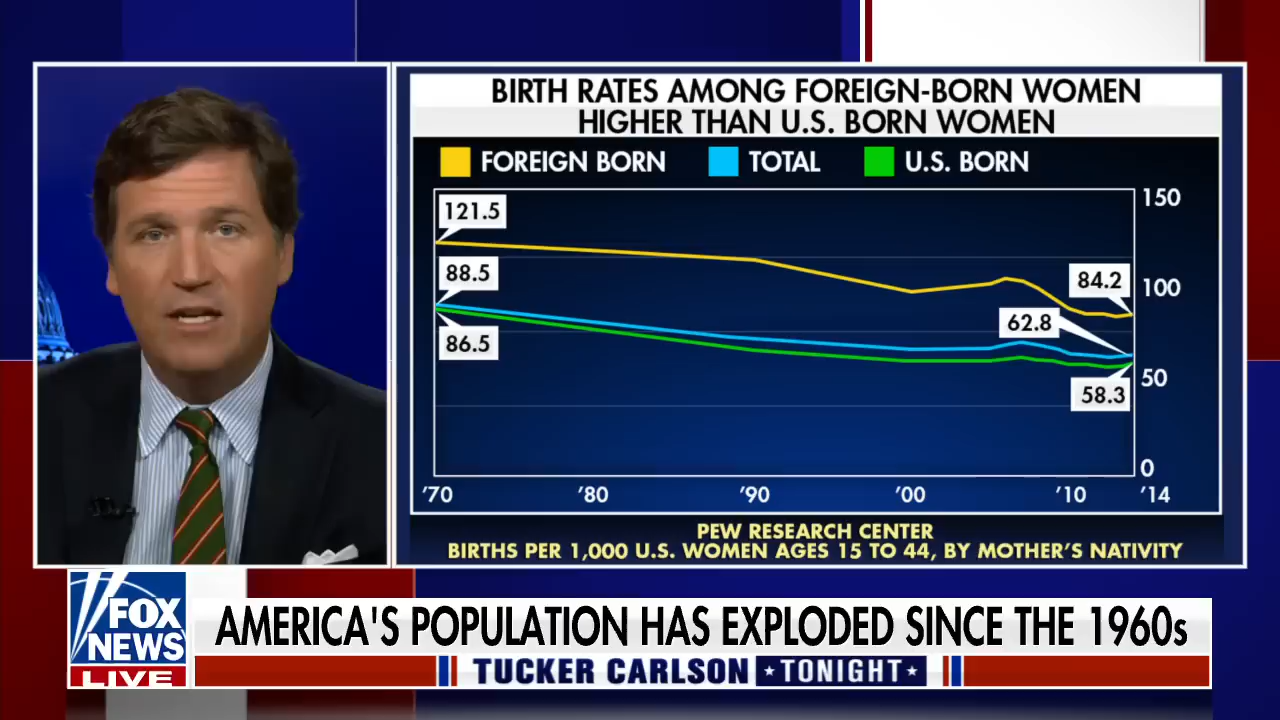 BIRTH RATES AMONG FOREIGN-BORN WOMEN
HIGHER THAN U.S. BORN WOMEN
FOREIGN BORN TOTAL U.S. BORN
150
121.5
88.5
84.2
100
62.8
86.5
50
58.3
0
'70 '80 '90 '00 '10 '14
PEW RESEARCH CENTER
BIRTHS PER 1,000 U.S. WOMEN AGES 15 TO 44, BY MOTHER'S NATIVITY
FOX
NEWS
LIVE
AMERICA'S POPULATION HAS EXPLODED SINCE THE 1960s
TUCKER CARLSON TONIGHT